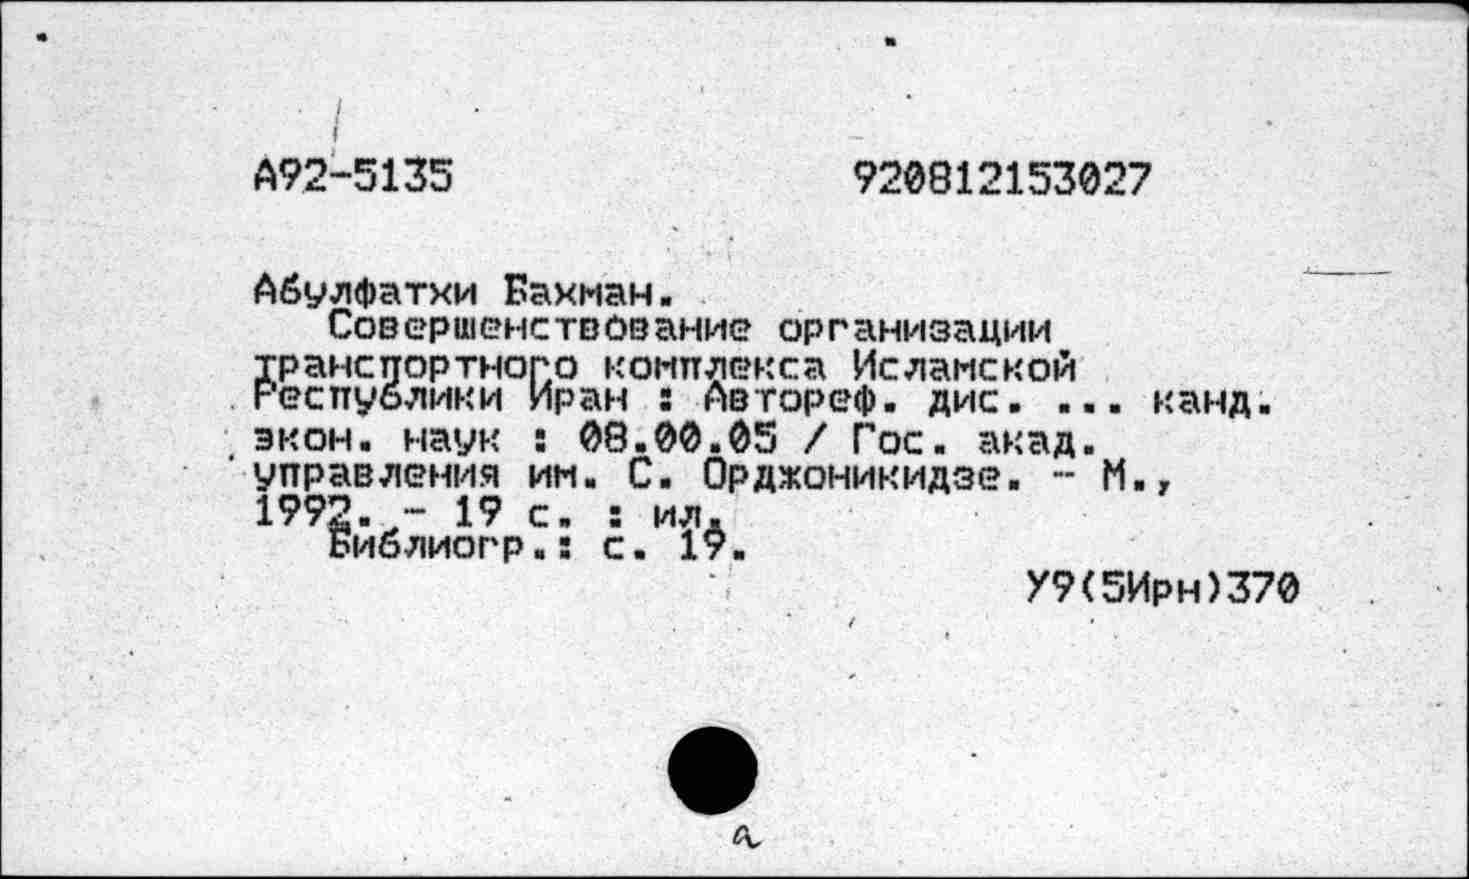 А92-5135 920812153027
Абулфатхи Бахман.
Совершенствование организации
транспортного комплекса Исламской
Республики Иран : Автореф. дис. ... канд.
экон. наук : 08.00.05 / Гос. акад.
управления им. С. Орджоникидзе. - М.,
1992. - 19 с. : ил.
Библиогр.: с. 19.
У9(5Ирн)370
а